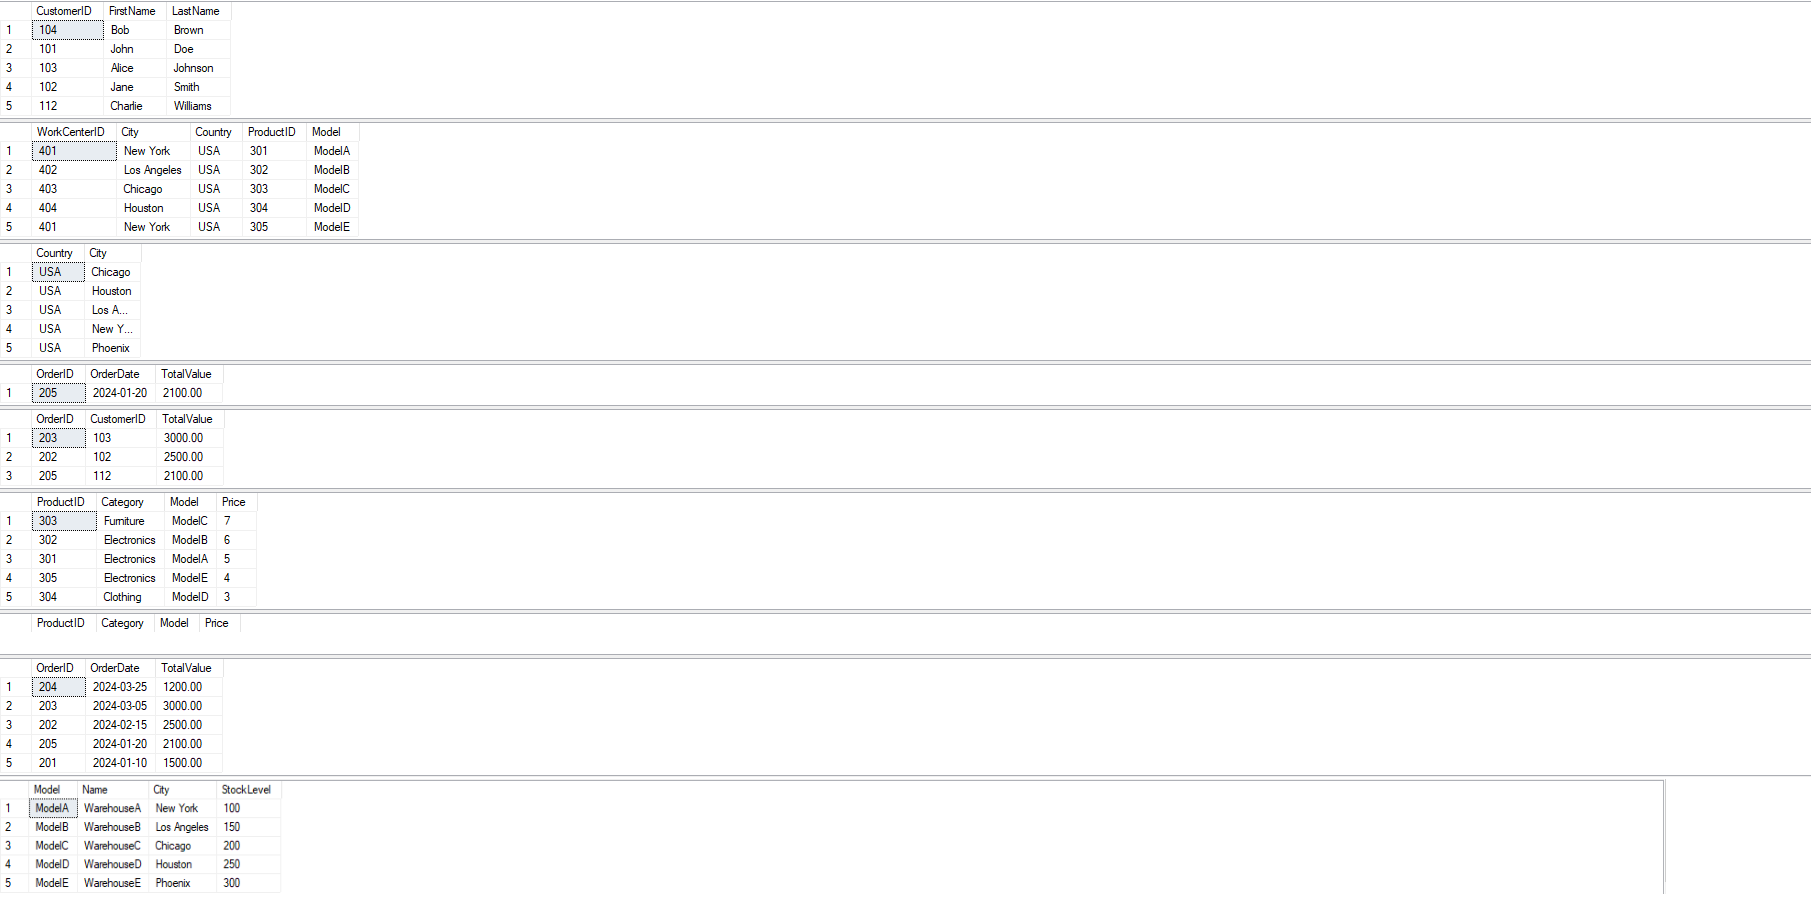 CustomerID FirstName LastName
1 104 Bob Brown
2 101 John Doe
3 103 Alice Johnson
4 102 Jane Smith
5 112 Charlie Williams
WorkCenterID City Country ProductID Model
1 401 New York USA 301 ModelA
2 402 Los Angeles USA 302 ModelB
3 403 Chicago USA 303 ModelC
4 404 Houston USA 304 ModelD
5 401 New York USA 305 ModelE
Country City
1 USA Chicago
2 USA Houston
3 USA Los A...
4 USA New Y...
5 USA Phoenix
OrderID OrderDate TotalValue
1 205 2024-01-20 2100.00
OrderID CustomerID TotalValue
1 203 103 3000.00
2 202 102 2500.00
3 205 112 2100.00
ProductID Category Model Price
1 303 Furniture ModelC 7
2 302 Electronics ModelB 6
3 301 Electronics ModelA 5
4 305 Electronics ModelE 4
5 304 Clothing ModelD 3
ProductID Category Model Price
OrderID OrderDate TotalValue
1 204 2024-03-25 1200.00
2 203 2024-03-05 3000.00
3 202 2024-02-15 2500.00
4 205 2024-01-20 2100.00
5 201 2024-01-10 1500.00
Model Name City StockLevel
1 ModelA WarehouseA New York 100
2 ModelB WarehouseB Los Angeles 150
3 ModelC WarehouseC Chicago 200
4 ModelD WarehouseD Houston 250
5 ModelE WarehouseE Phoenix 300